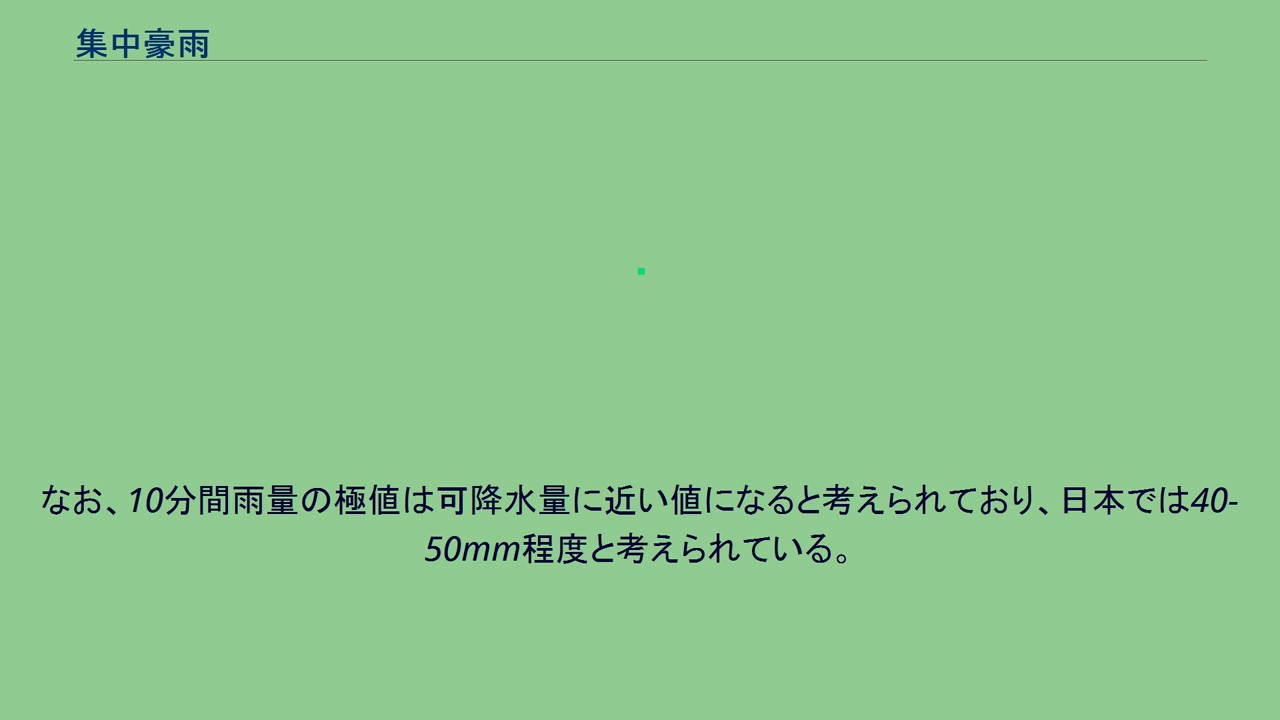 集中豪雨
なお、10分間雨量の極値は可降水量に近い値になると考えられており、日本では40-
50mm程度と考えられている。